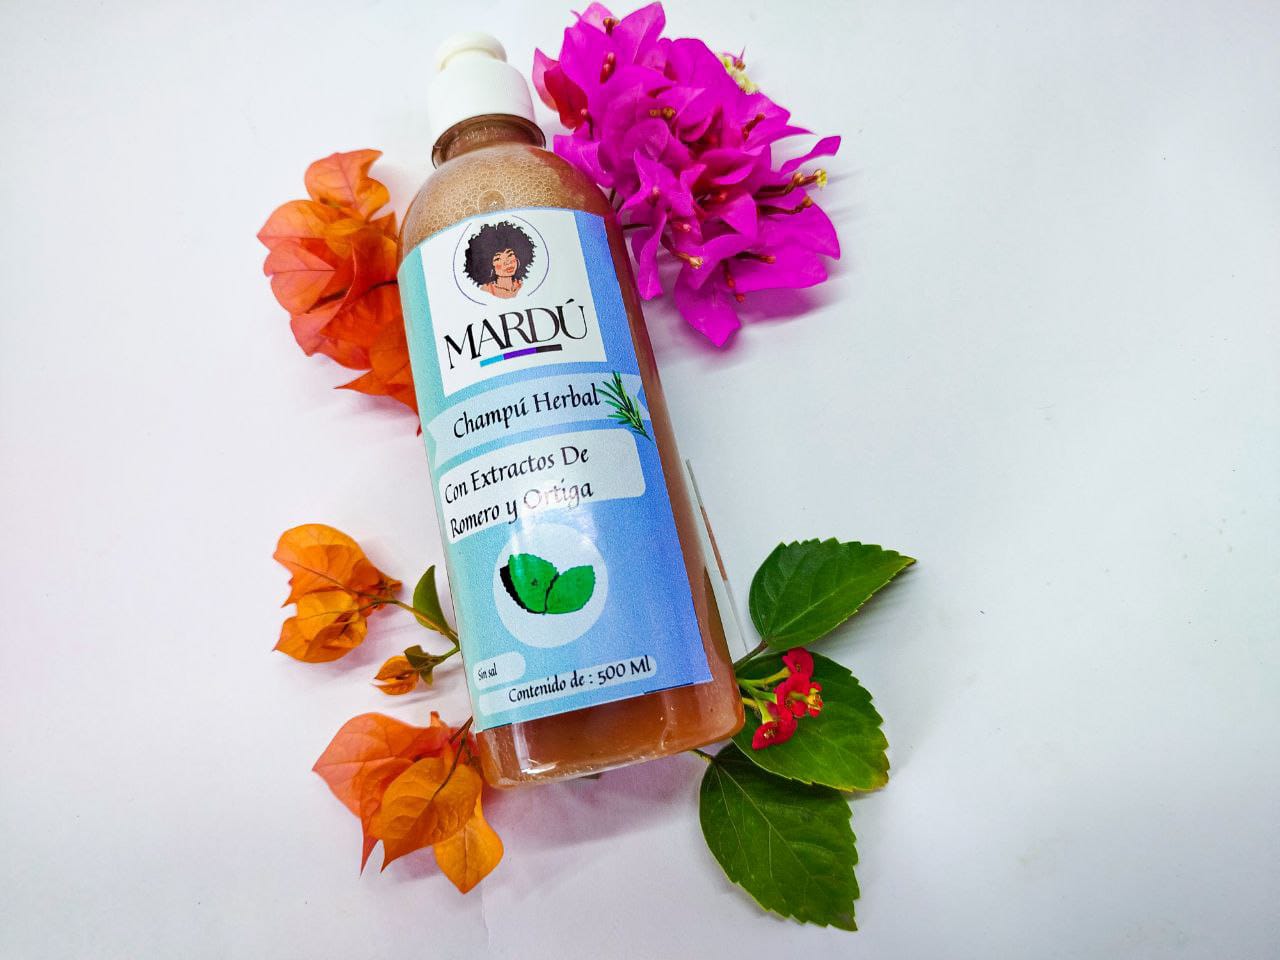 MARDÚ
Champú Herbal
Con Extractos De
Romero y Ortiga
Sin sal
Contenido de : 500 Ml